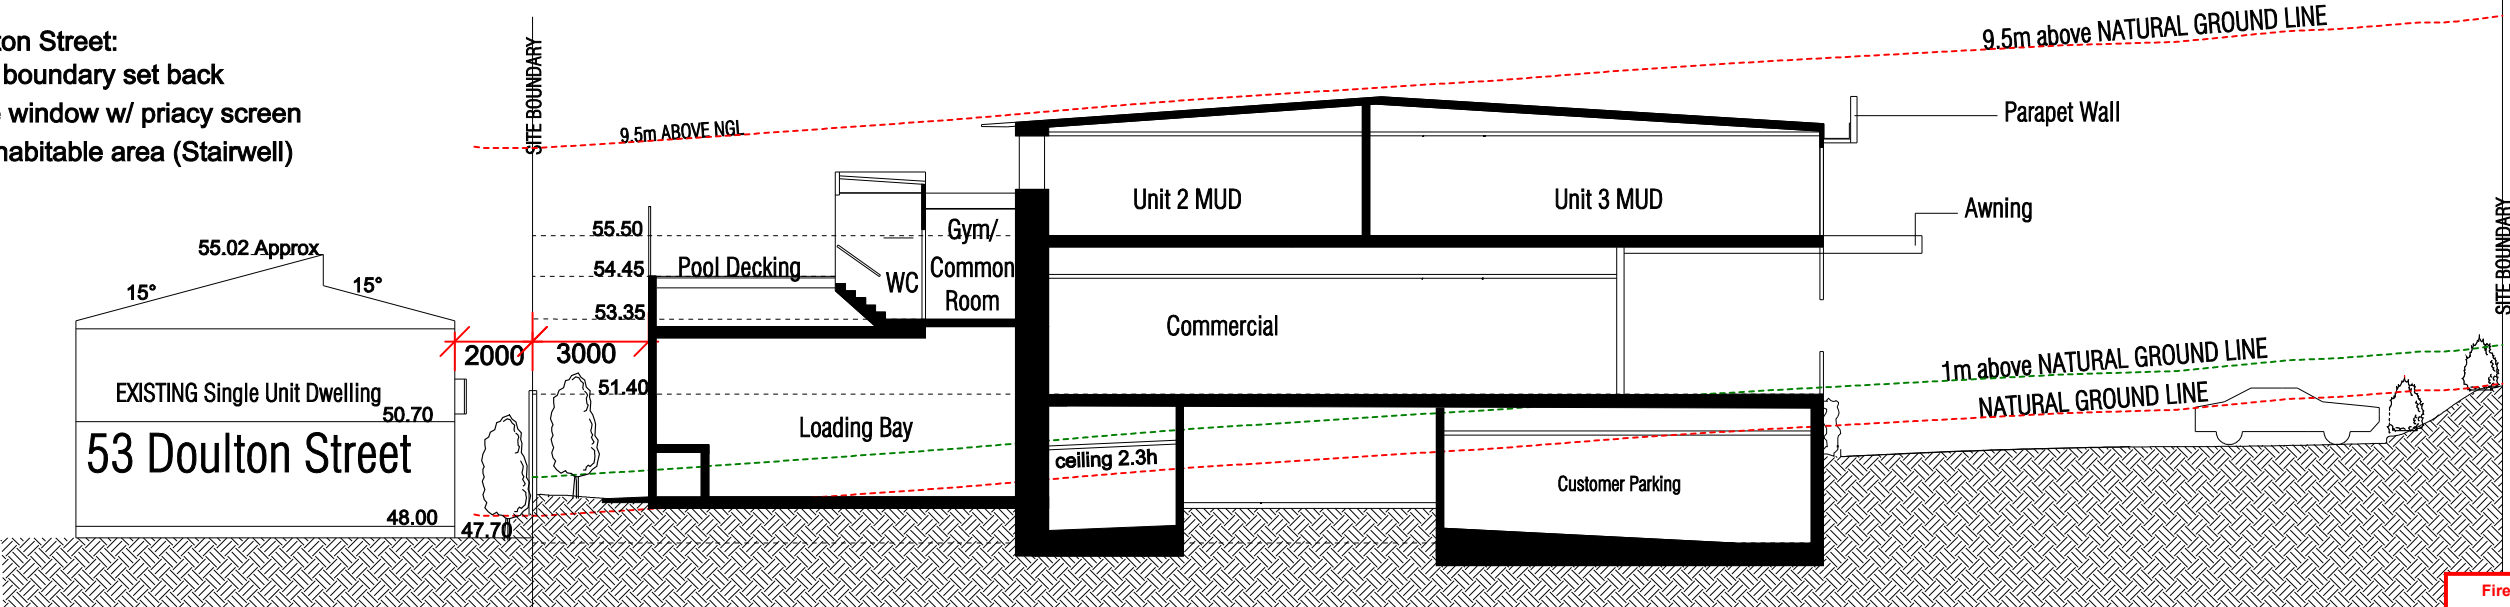 ton Street:
boundary set back
e window w/ priacy screen
habitable area (Stairwell)
SITE BOUNDARY
9.5m ABOVE NGL
9.5m above NATURAL GROUND LINE
Parapet Wall
Awning
SITE BOUNDARY
Unit 2 MUD
Unit 3 MUD
55.50
54.45
53.35
51.40
Pool Decking
WC
Gym/
Common
Room
55.02 Approx
15°
15°
2000
3000
EXISTING Single Unit Dwelling
50.70
53 Doulton Street
48.00
47.70
Loading Bay
Commercial
ceiling 2.3h
Customer Parking
1m above NATURAL GROUND LINE
NATURAL GROUND LINE
Fire